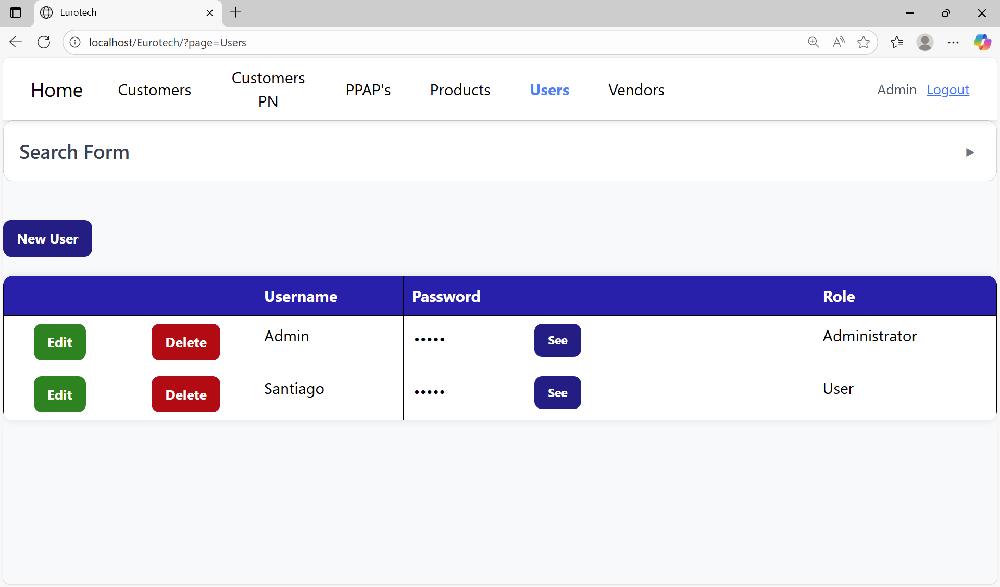 Eurotech
localhost/Eurotech/?page=Users
Home Customers Customers PN PPAP's Products Users Vendors Admin Logout
Search Form
New User
Username Password Role
Edit Delete Admin ••••• See Administrator
Edit Delete Santiago ••••• See User